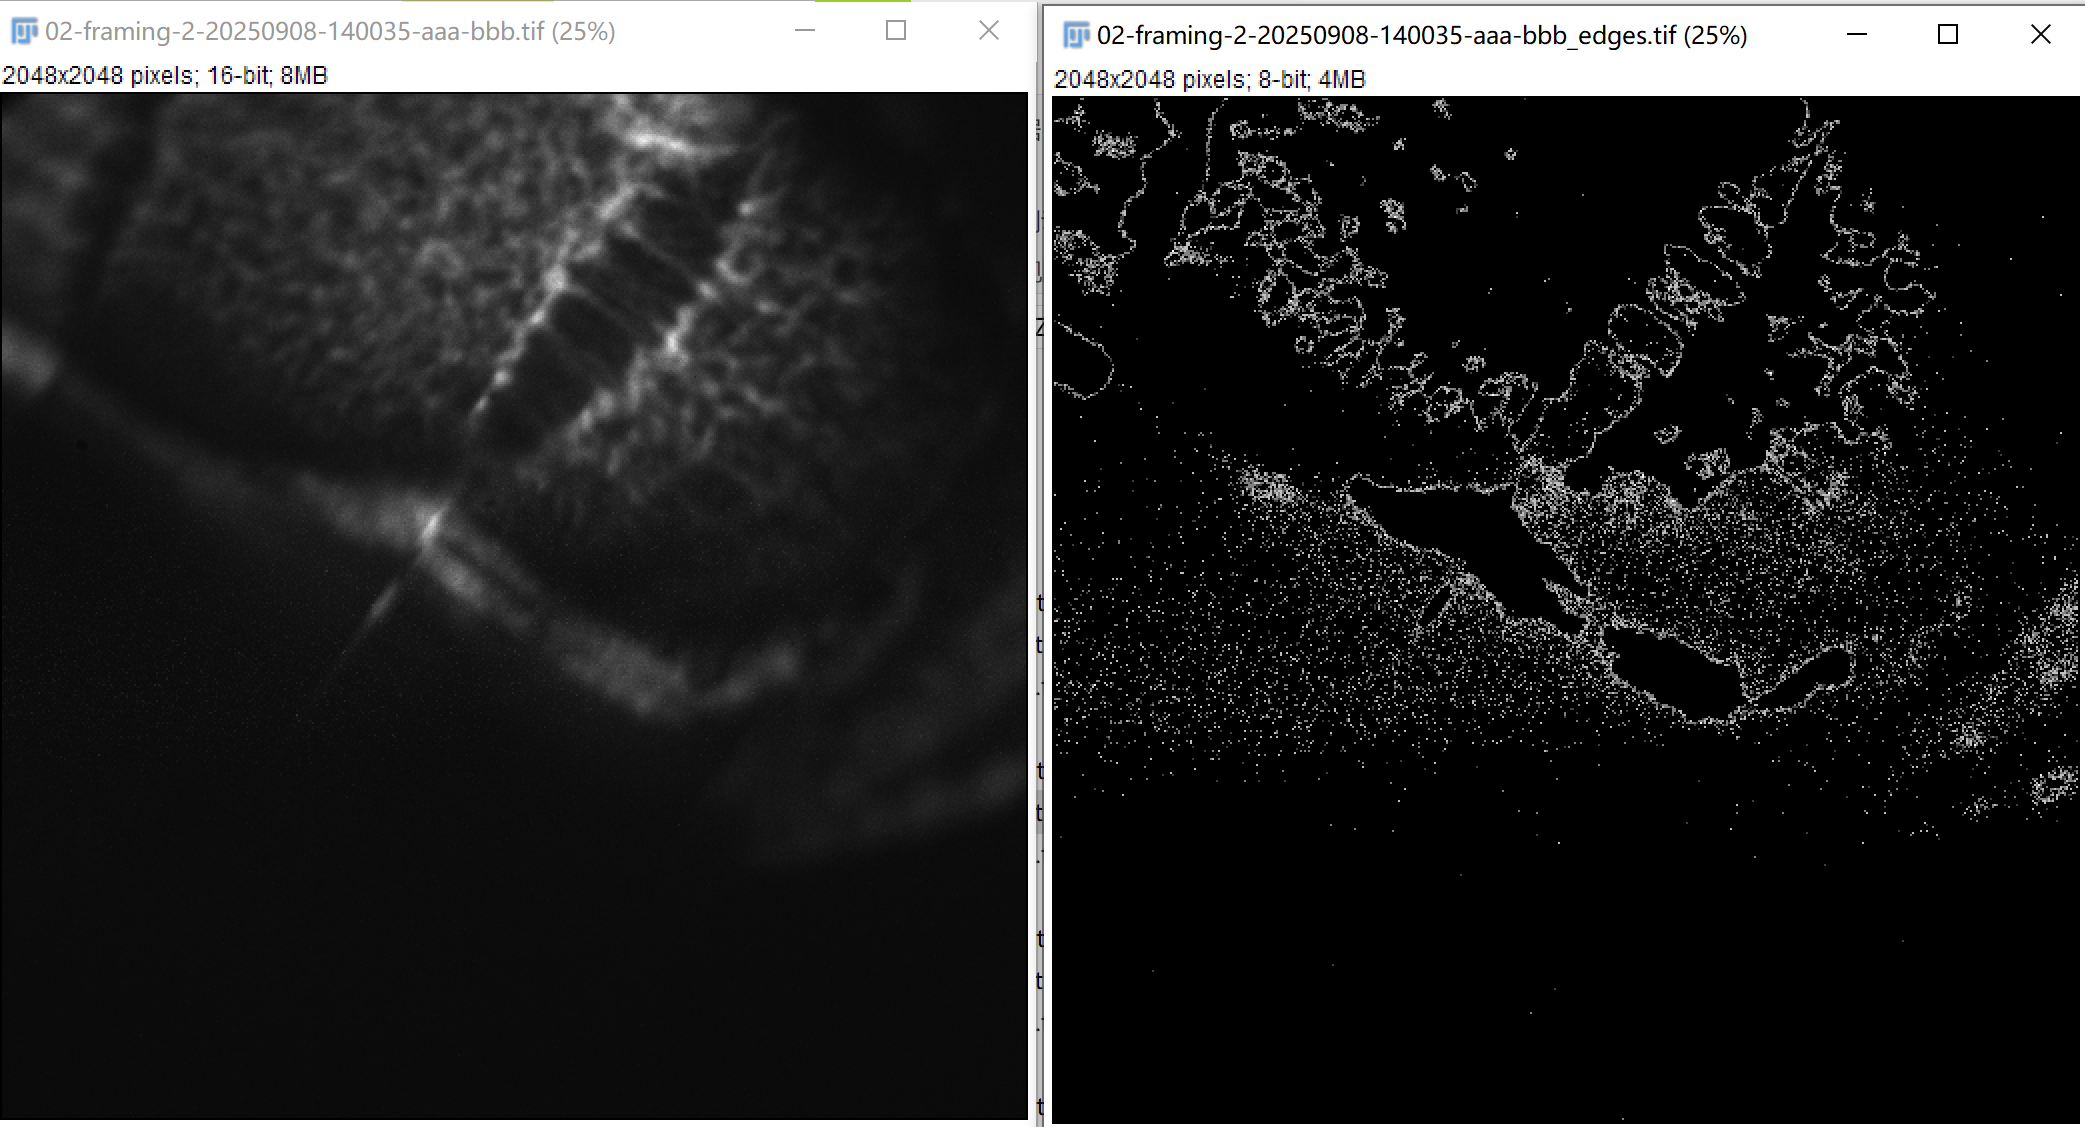 02-framing-2-20250908-140035-aaa-bbb.tif (25%)
2048x2048 pixels; 16-bit; 8MB
02-framing-2-20250908-140035-aaa-bbb_edges.tif (25%)
2048x2048 pixels; 8-bit; 4MB